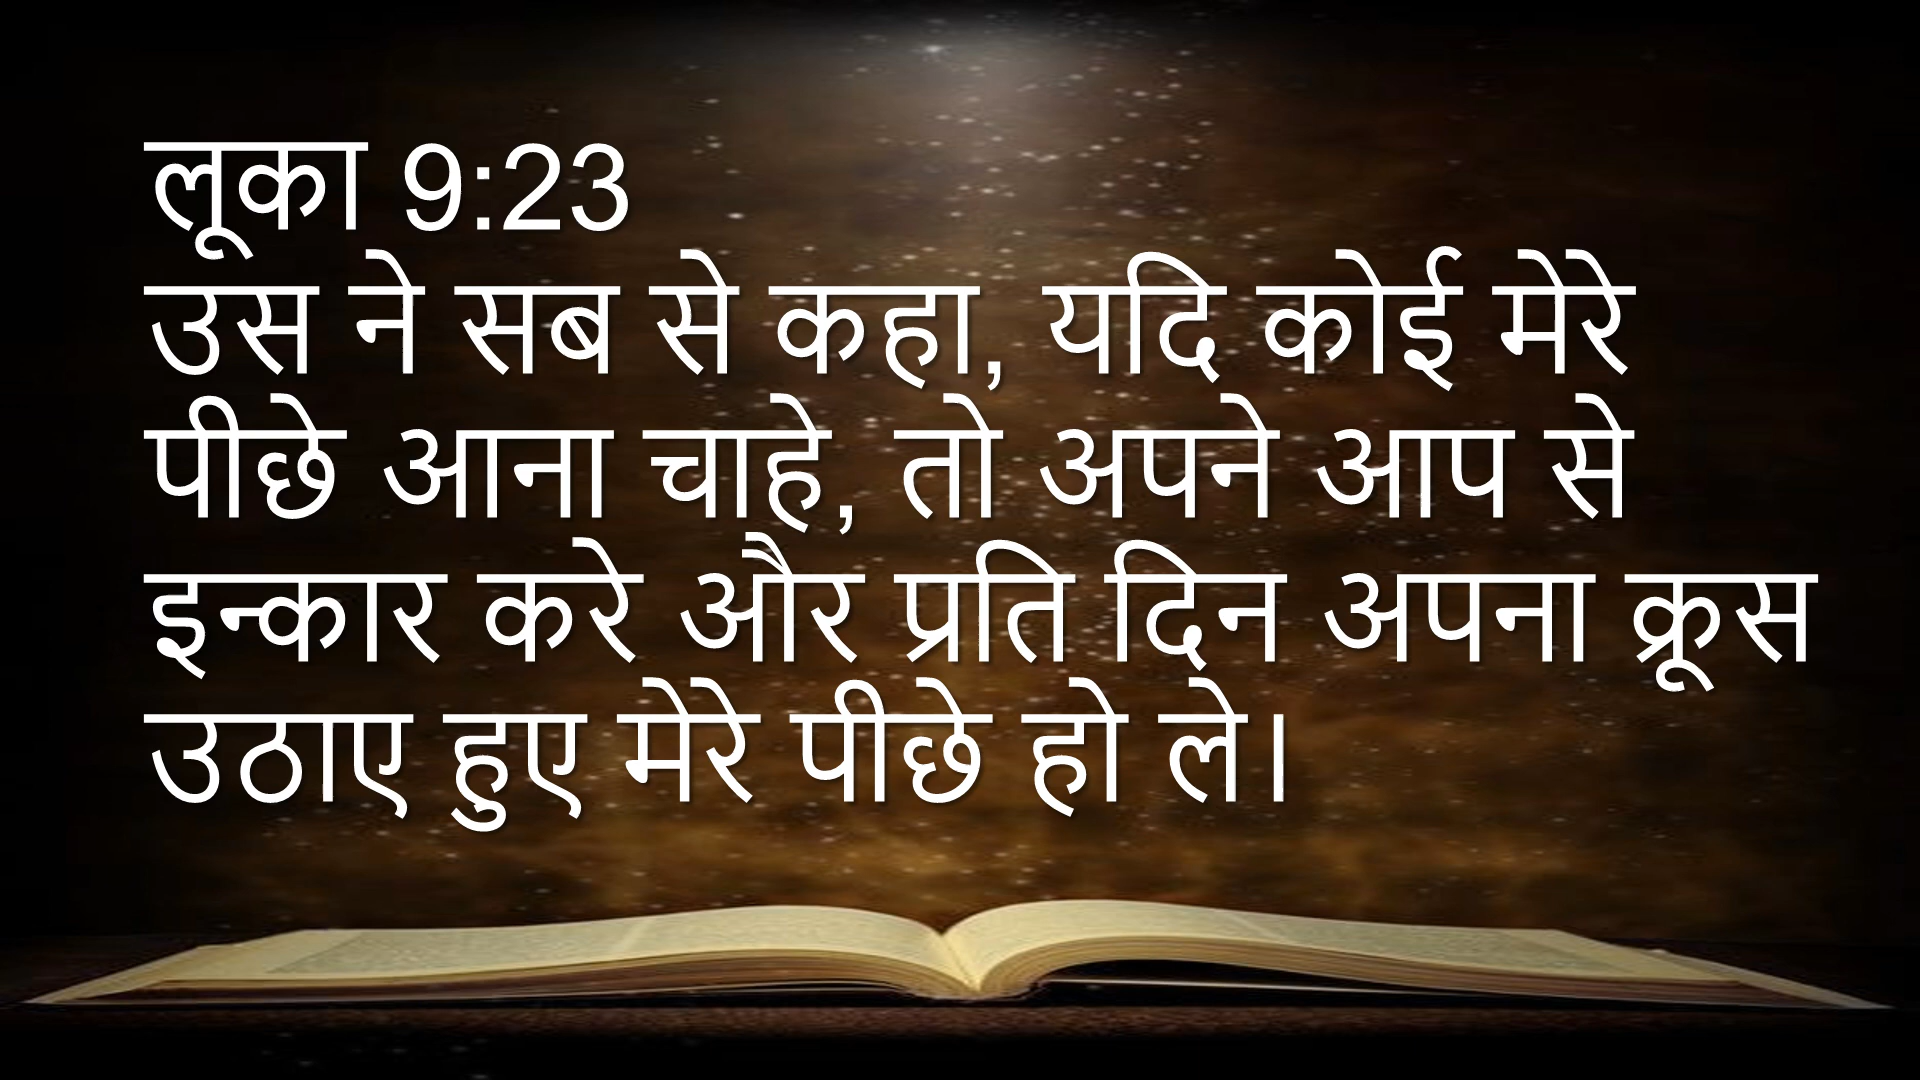 लूका 9:23
उस ने सब से कहा, यदि कोई मेरे
पीछे आना चाहे, तो अपने आप से
इन्कार करे और प्रति दिन अपना क्रूस
उठाए हुए मेरे पीछे हो ले।